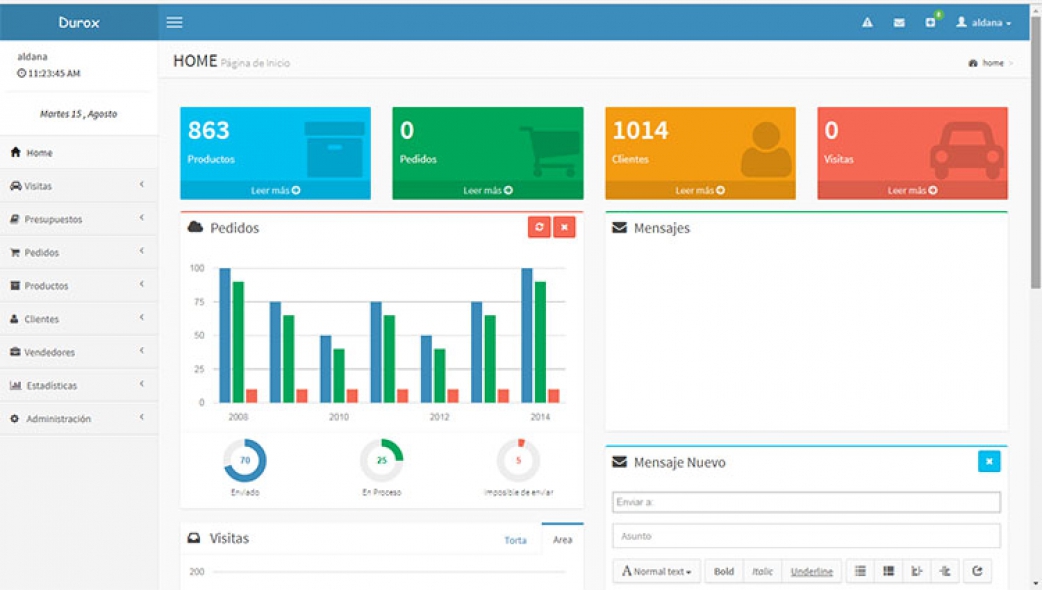 Durox
aldana
aldana
11:23:45 AM
Martes 15 , Agosto
Home
Visitas
Presupuestos
Pedidos
Productos
Clientes
Vendedores
Estadísticas
Administración
HOME Página de Inicio
home
863
Productos
Leer más
0
Pedidos
Leer más
1014
Clientes
Leer más
0
Visitas
Leer más
Pedidos
100
75
50
25
0
2008 2010 2012 2014
70 25 5
Enviado En Proceso Imposible de enviar
Visitas
Torta Area
200
Mensajes
Mensaje Nuevo
Enviar a:
Asunto
A Normal text Bold Italic Underline